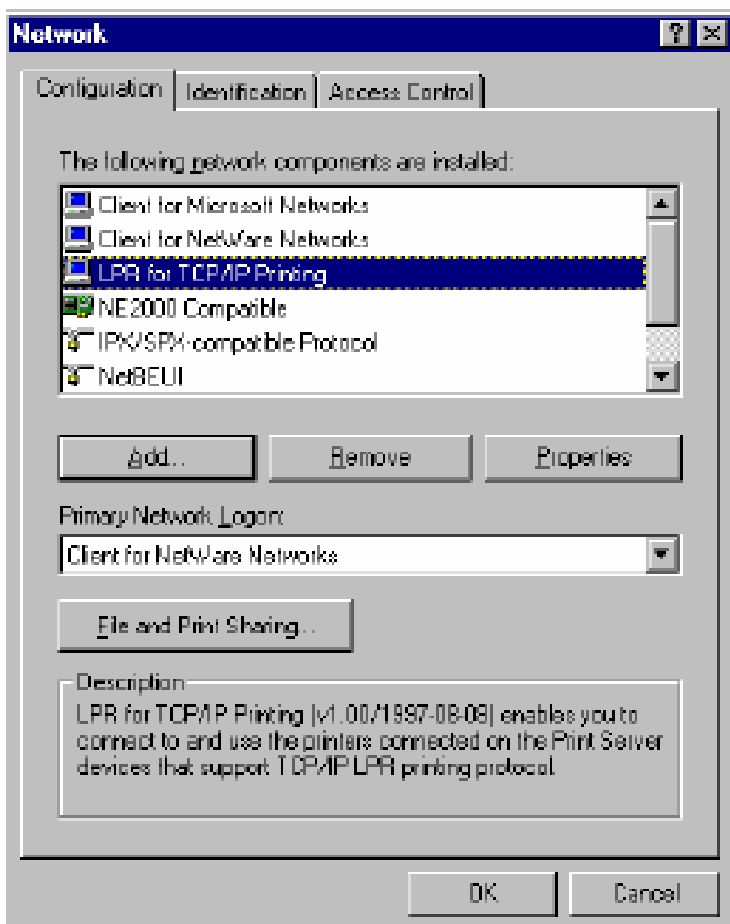 Network
Configuration Identification Access Control
The following network components are installed:
Client for Microsoft Networks
Client for NetWare Networks
LPR for TCP/IP Printing
NE2000 Compatible
IPX/SPX-compatible Protocol
NetBEUI
Add... Remove Properties
Primary Network Logon:
Client for NetWare Networks
File and Print Sharing...
Description
LPR for TCP/IP Printing (v1.00/1997-08-08) enables you to
connect to and use the printers connected on the Print Server
devices that support TCP/IP LPR printing protocol.
OK Cancel